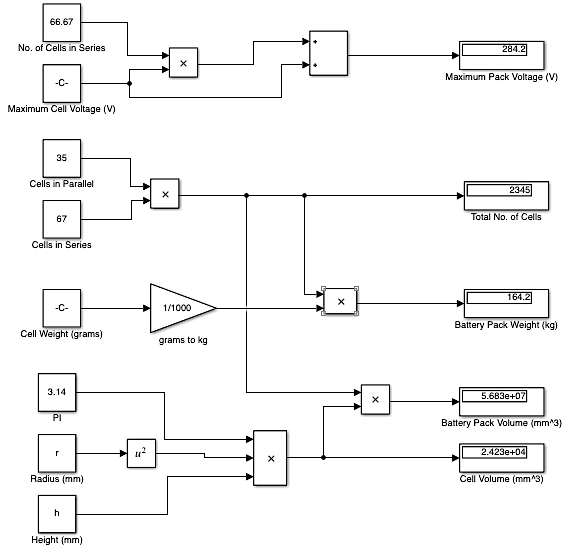 66.67
No. of Cells in Series
-C-
Maximum Cell Voltage (V)
×
+
+
284.2
Maximum Pack Voltage (V)
35
Cells in Parallel
67
Cells in Series
×
2345
Total No. of Cells
-C-
Cell Weight (grams)
1/1000
grams to kg
×
164.2
Battery Pack Weight (kg)
3.14
PI
r
Radius (mm)
u²
h
Height (mm)
×
×
5.683e+07
Battery Pack Volume (mm^3)
2.423e+04
Cell Volume (mm^3)